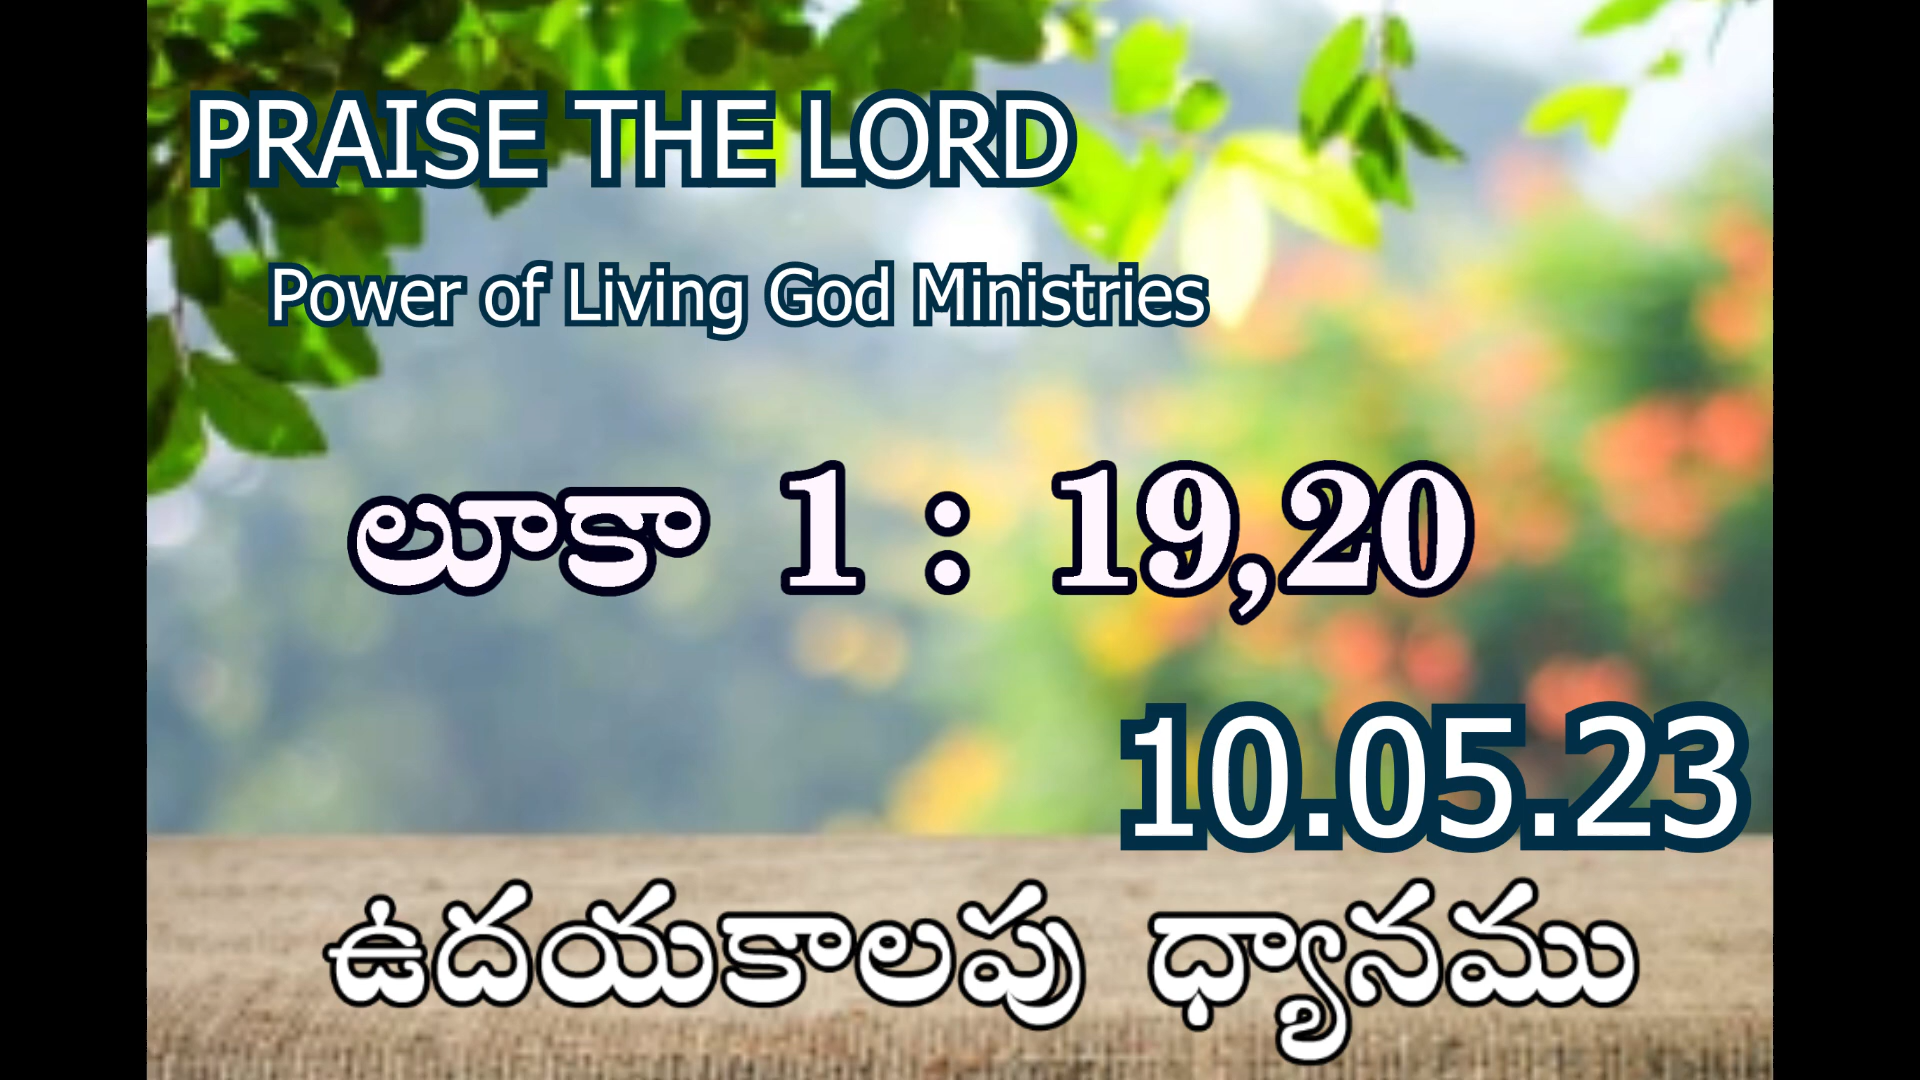 PRAISE THE LORD
Power of Living God Ministries
లూకా 1 : 19,20
10.05.23
ఉదయకాలపు ధ్యానము